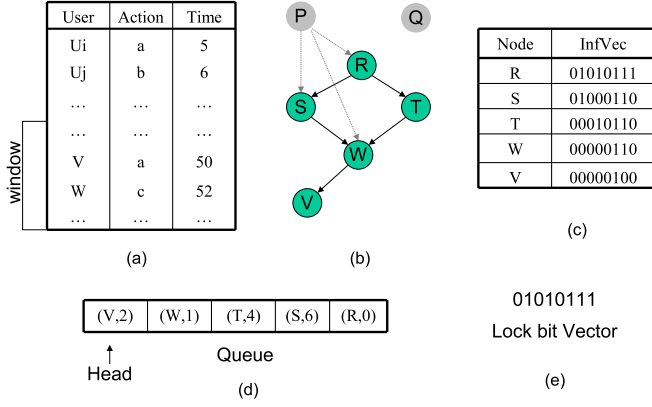 User Action Time
Ui a 5
Uj b 6
... ... ...
... ... ...
V a 50
W c 52
... ... ...
window
(a)
P Q
R
S T
W
V
(b)
Node InfVec
R 01010111
S 01000110
T 00010110
W 00000110
V 00000100
(c)
(V,2) (W,1) (T,4) (S,6) (R,0)
Head
Queue
(d)
01010111
Lock bit Vector
(e)